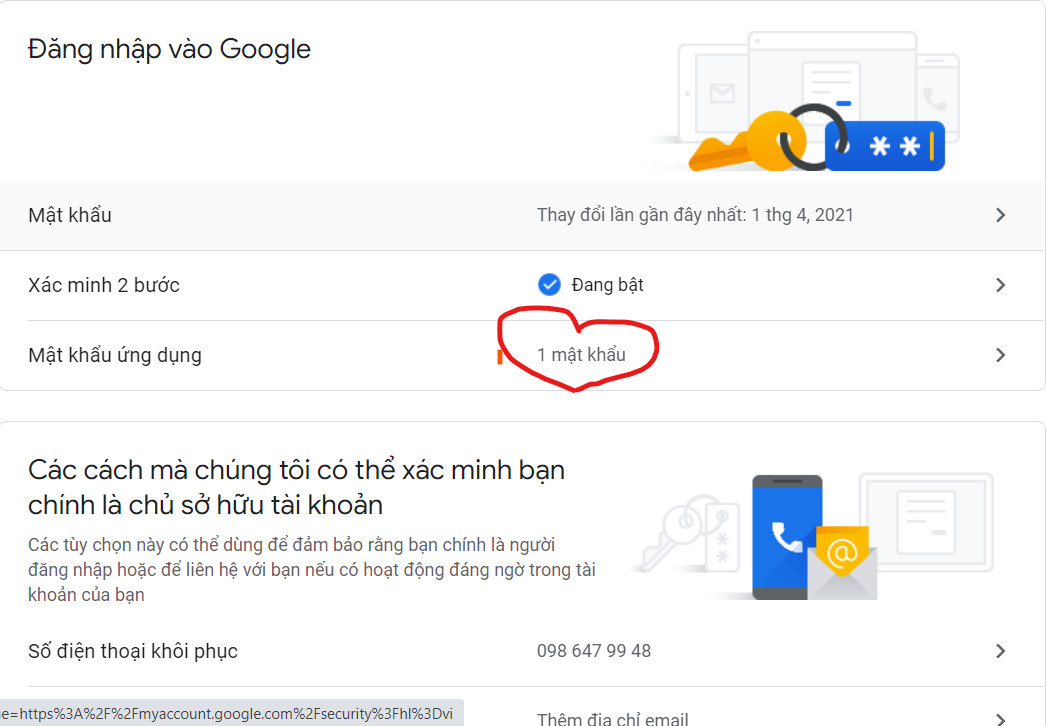 Đăng nhập vào Google
Mật khẩu
Thay đổi lần gần đây nhất: 1 thg 4, 2021
Xác minh 2 bước
Đang bật
Mật khẩu ứng dụng
1 mật khẩu
Các cách mà chúng tôi có thể xác minh bạn
chính là chủ sở hữu tài khoản
Các tùy chọn này có thể dùng để đảm bảo rằng bạn chính là người
đăng nhập hoặc để liên hệ với bạn nếu có hoạt động đáng ngờ trong tài
khoản của bạn
Số điện thoại khôi phục
098 647 99 48
e=https%3A%2F%2Fmyaccount.google.com%2Fsecurity%3Fhl%3Dvi
Thêm địa chỉ email